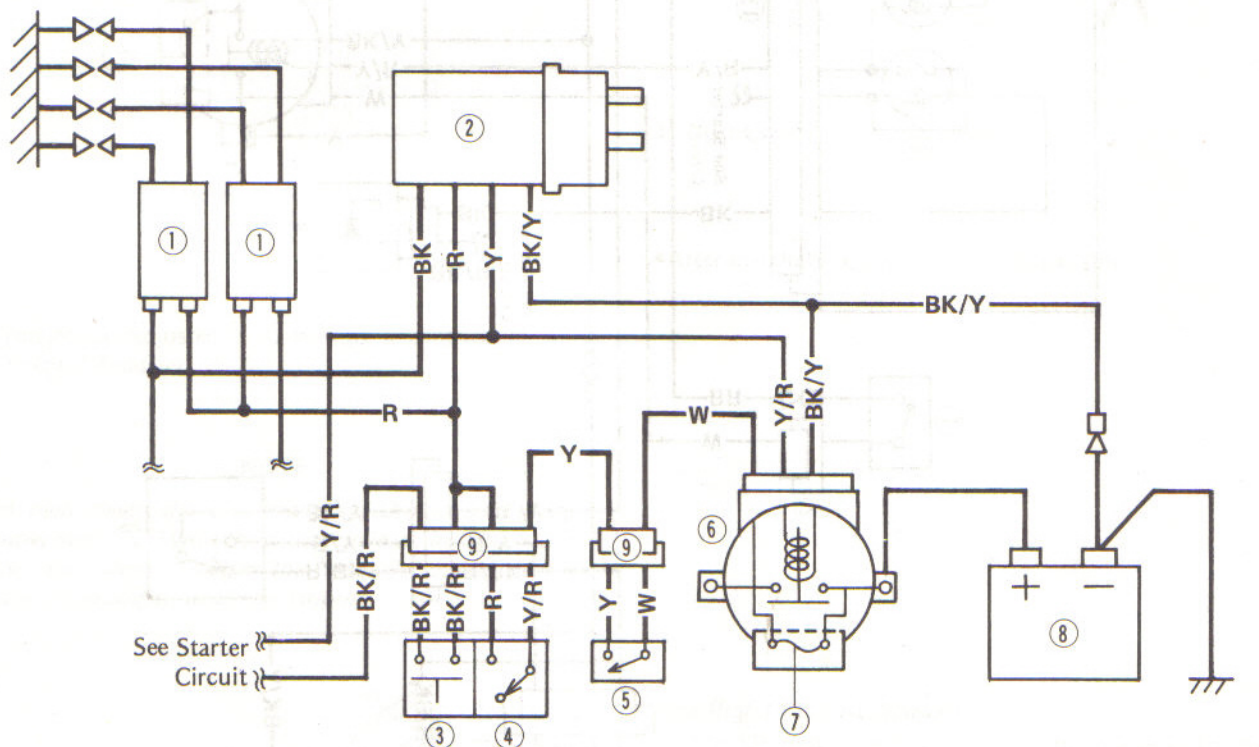 ②
① ①
BK R Y BK/Y
BK/Y
R
W
Y/R BK/Y
Y
Y/R
BK/R
⑨ ⑨
⑥
BK/R BK/R R Y/R
Y W
+ −
⑧
See Starter
Circuit
③ ④ ⑤ ⑦